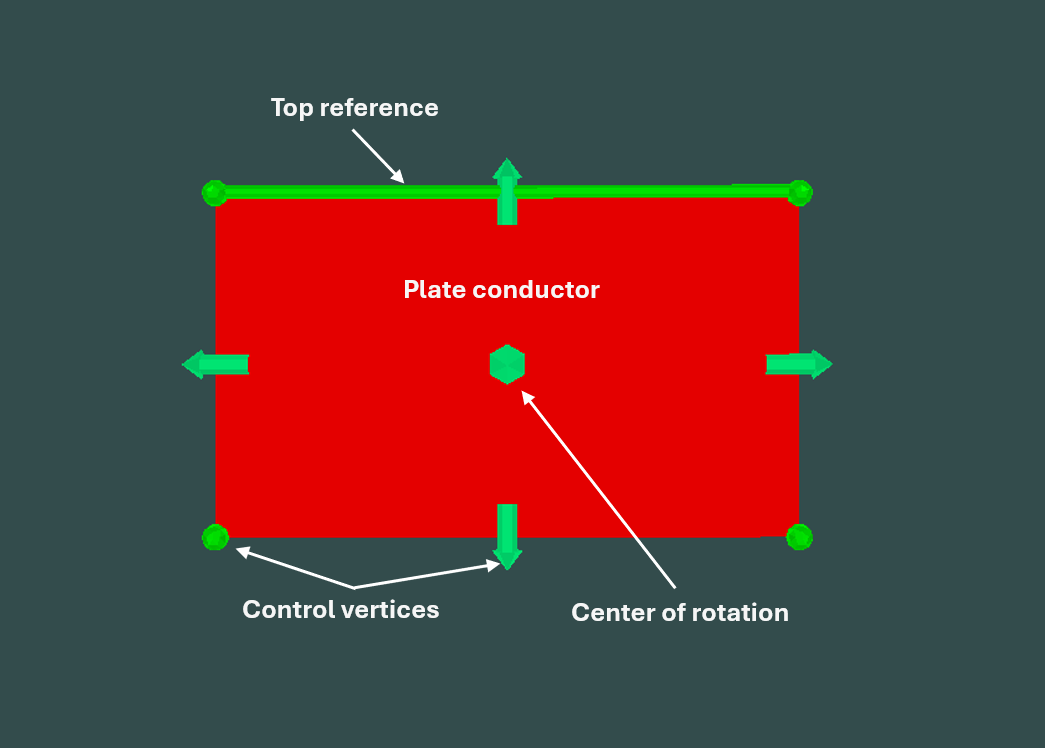 Top reference
Plate conductor
Control vertices
Center of rotation